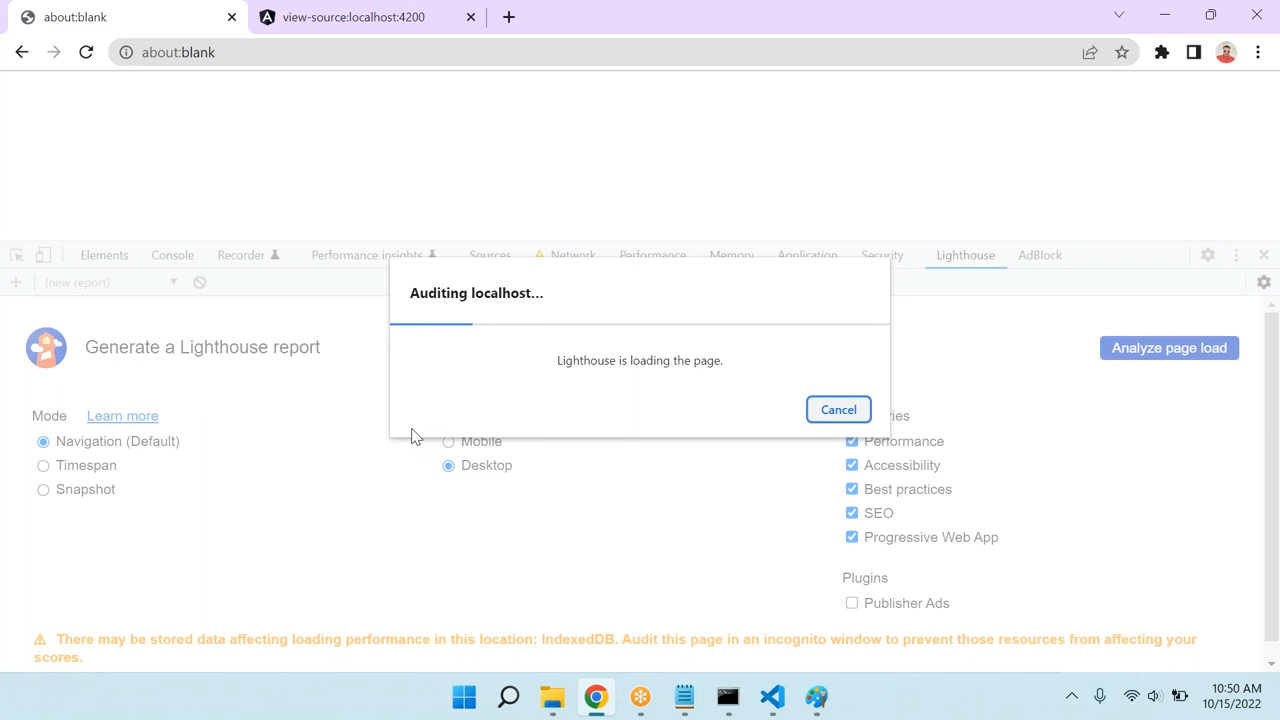 about:blank
view-source:localhost:4200
about:blank
Elements Console Recorder Performance insights Sources Network Performance Memory Application Security Lighthouse AdBlock
(new report)
Auditing localhost...
Lighthouse is loading the page.
Cancel
Generate a Lighthouse report
Analyze page load
Mode Learn more
Navigation (Default)
Timespan
Snapshot
Mobile
Desktop
Performance
Accessibility
Best practices
SEO
Progressive Web App
Plugins
Publisher Ads
There may be stored data affecting loading performance in this location: IndexedDB. Audit this page in an incognito window to prevent those resources from affecting your
scores.
10:50 AM
10/15/2022